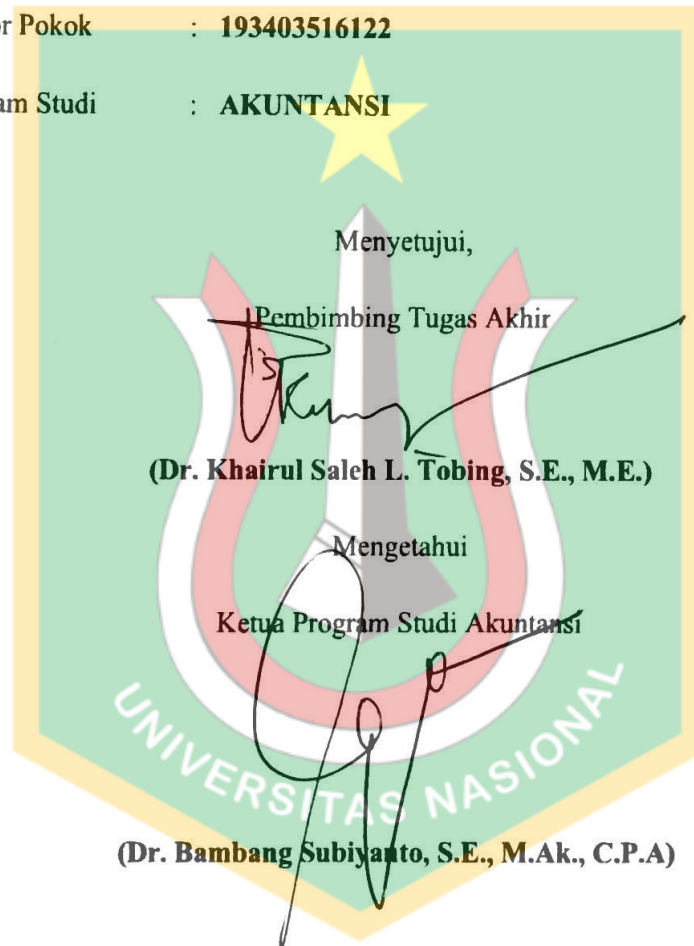 or Pokok : 193403516122
am Studi : AKUNTANSI
Menyetujui,
Pembimbing Tugas Akhir
(Dr. Khairul Saleh L. Tobing, S.E., M.E.)
Mengetahui
Ketua Program Studi Akuntansi
UNIVERSITAS NASIONAL
(Dr. Bambang Subiyanto, S.E., M.Ak., C.P.A)